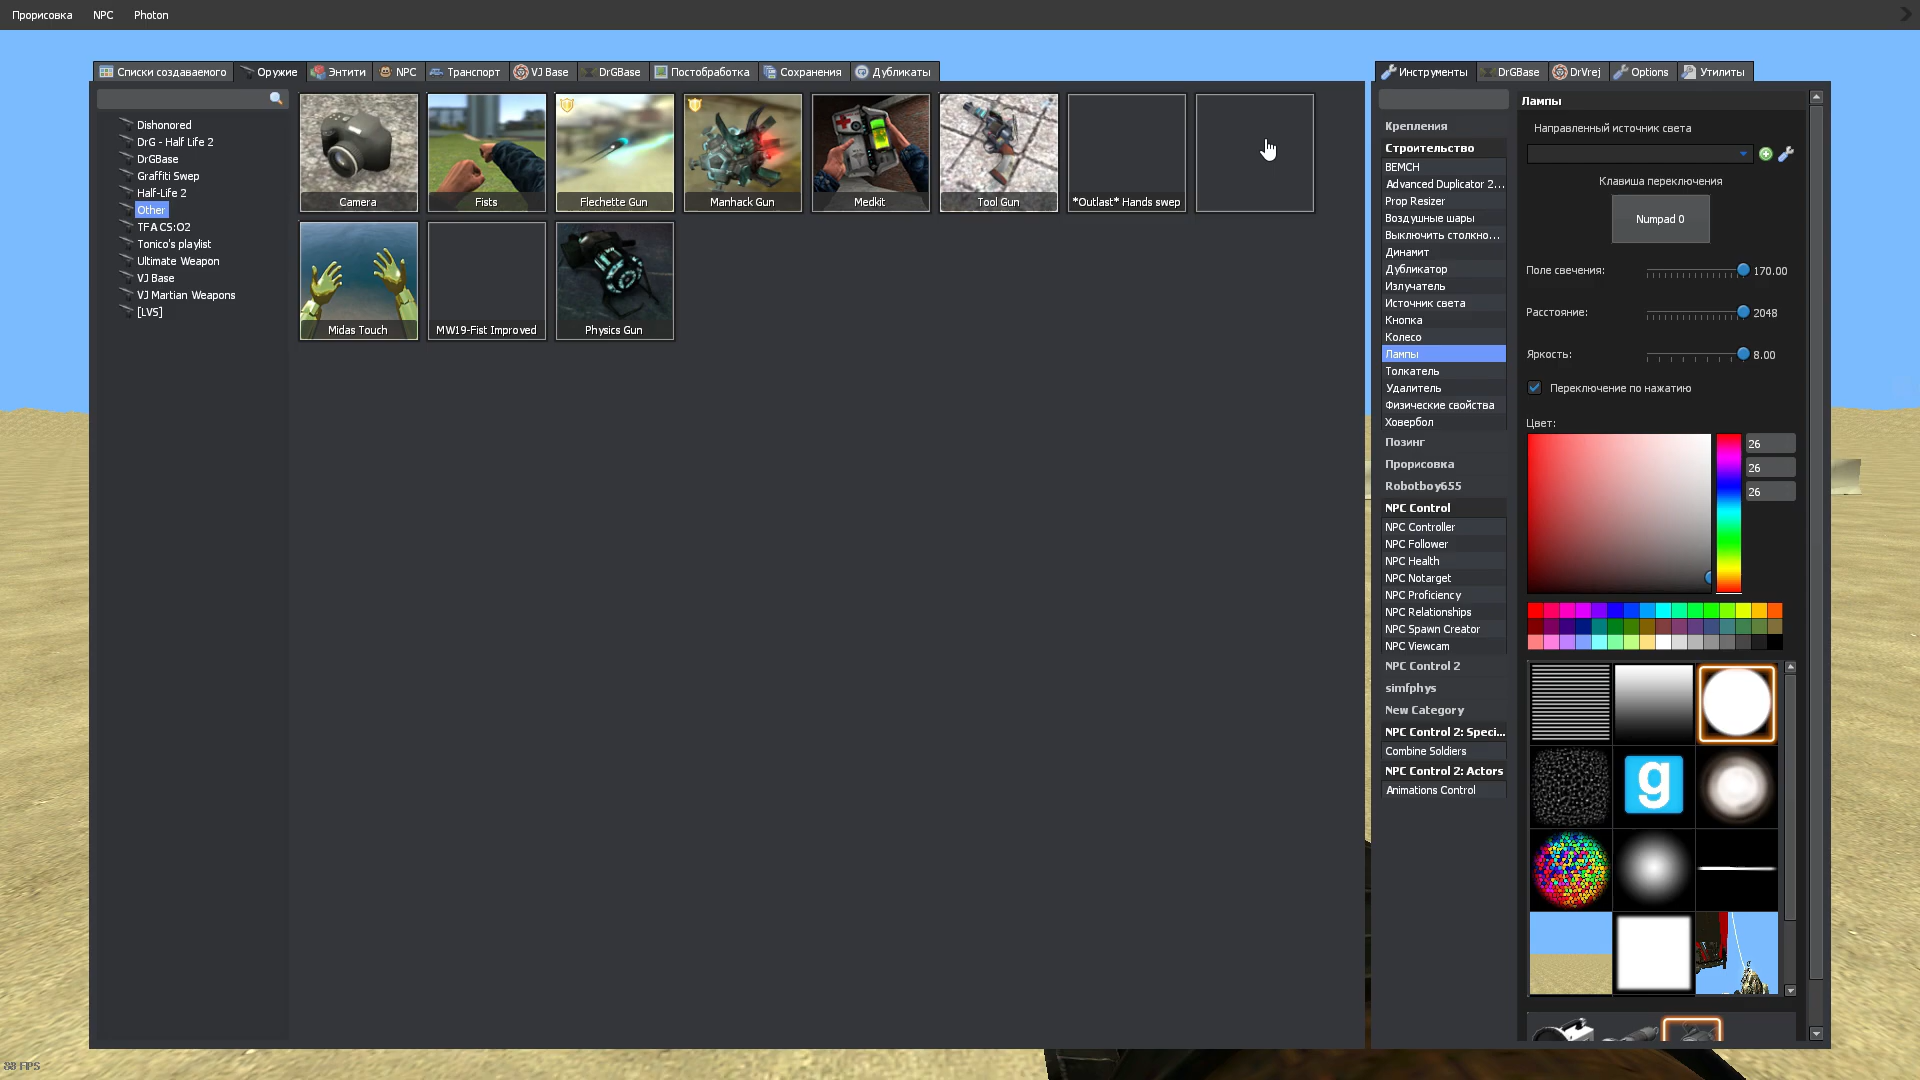 Прорисовка NPC Photon
Списки создаваемого Оружие Энтити NPC Транспорт VJ Base DrGBase Постобработка Сохранения Дубликаты
Dishonored
DrG - Half Life 2
DrGBase
Graffiti Swep
Half-Life 2
Other
TFA CS:O2
Tonico's playlist
Ultimate Weapon
VJ Base
VJ Martian Weapons
[LVS]
Camera Fists Flechette Gun Manhack Gun Medkit Tool Gun *Outlast* Hands swep
Midas Touch MW19-Fist Improved Physics Gun
Инструменты DrGBase DrVrej Options Утилиты
Крепления
Строительство
BEMCH
Advanced Duplicator 2...
Prop Resizer
Воздушные шары
Выключить столкно...
Динамит
Дубликатор
Излучатель
Источник света
Кнопка
Колесо
Лампы
Толкатель
Удалитель
Физические свойства
Ховербол
Позинг
Прорисовка
Robotboy655
NPC Control
NPC Controller
NPC Follower
NPC Health
NPC Notarget
NPC Proficiency
NPC Relationships
NPC Spawn Creator
NPC Viewcam
NPC Control 2
simfphys
New Category
NPC Control 2: Speci...
Combine Soldiers
NPC Control 2: Actors
Animations Control
Лампы
Направленный источник света
Клавиша переключения
Numpad 0
Поле свечения: 170.00
Расстояние: 2048
Яркость: 8.00
Переключение по нажатию
Цвет:
26
26
26
g
88 FPS